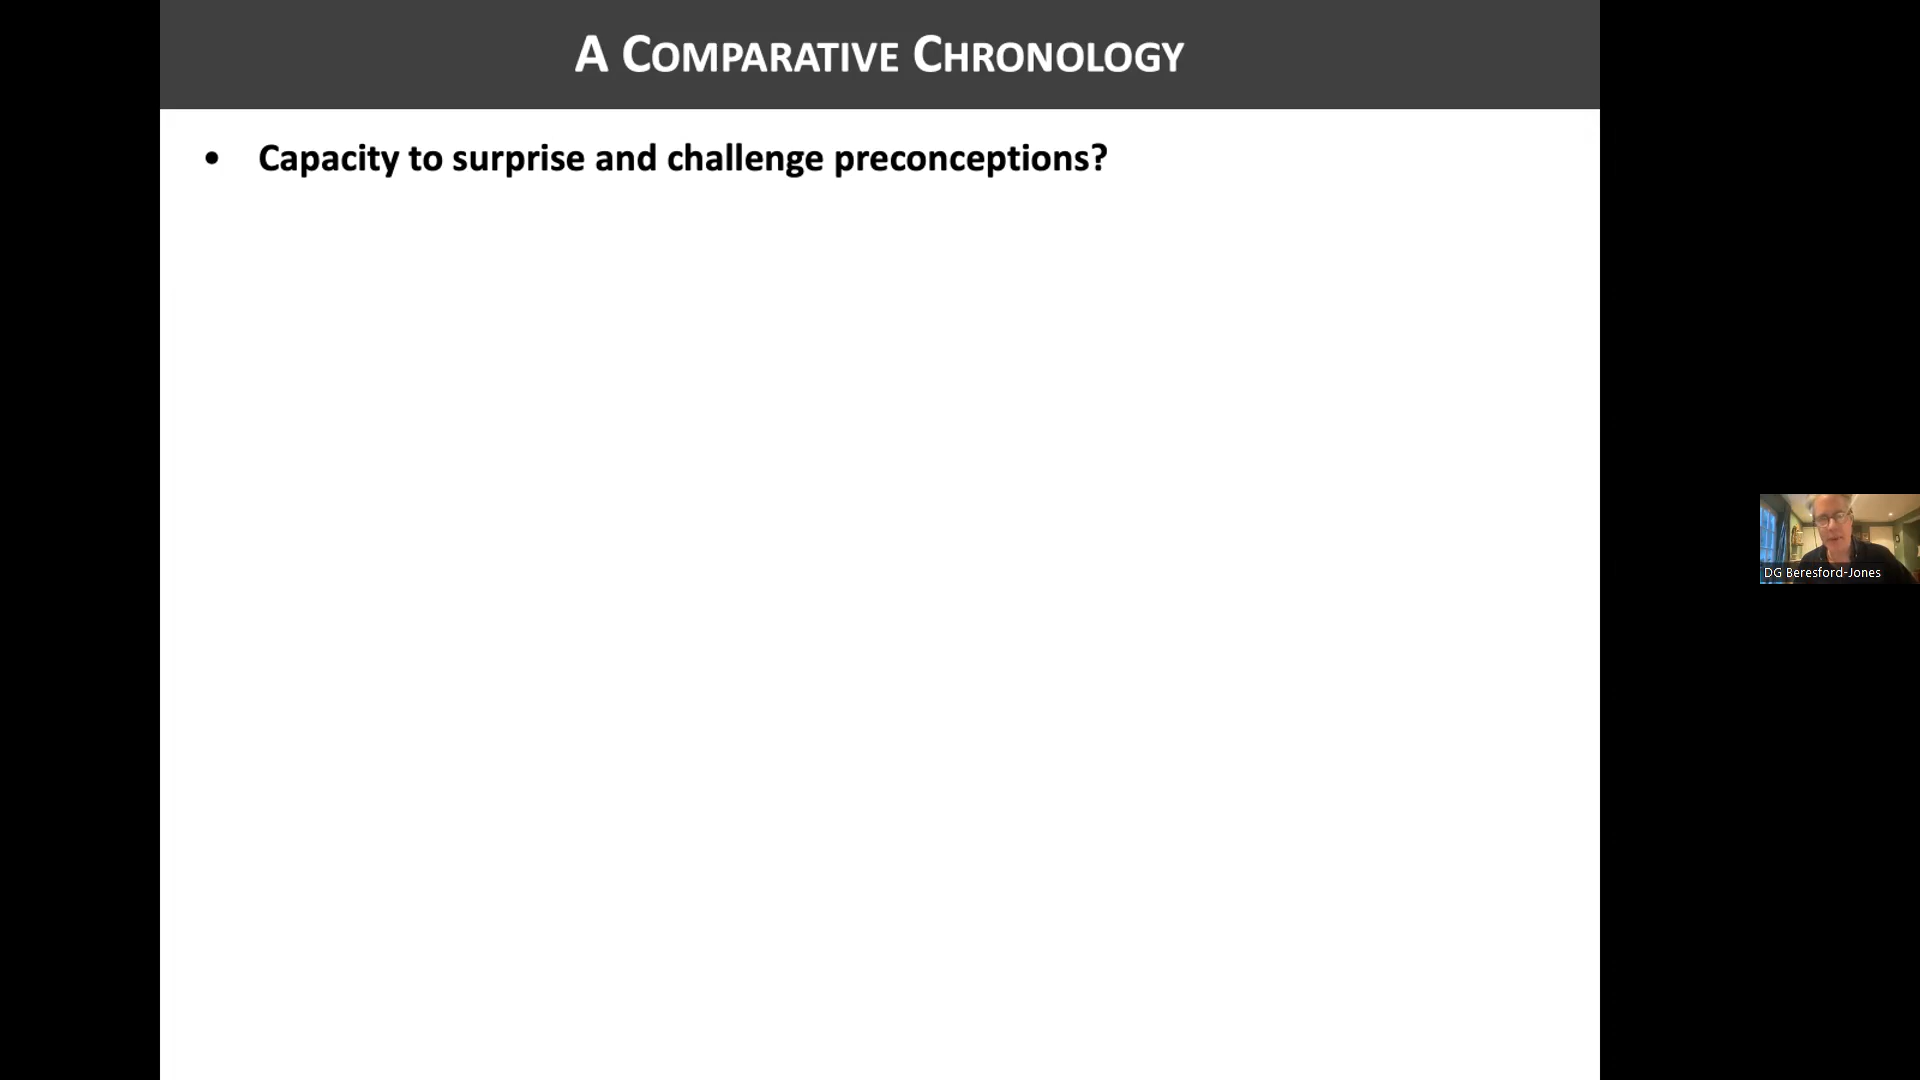 A COMPARATIVE CHRONOLOGY
• Capacity to surprise and challenge preconceptions?
DG Beresford-Jones